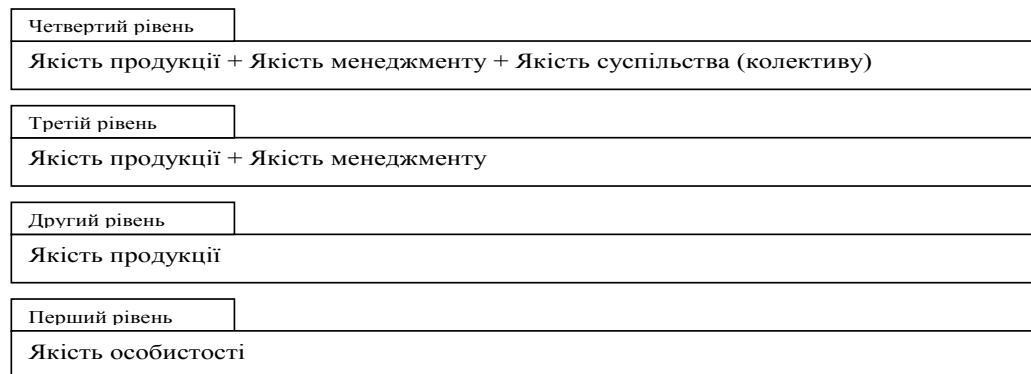 Четвертий рівень
Якість продукції + Якість менеджменту + Якість суспільства (колективу)
Третій рівень
Якість продукції + Якість менеджменту
Другий рівень
Якість продукції
Перший рівень
Якість особистості